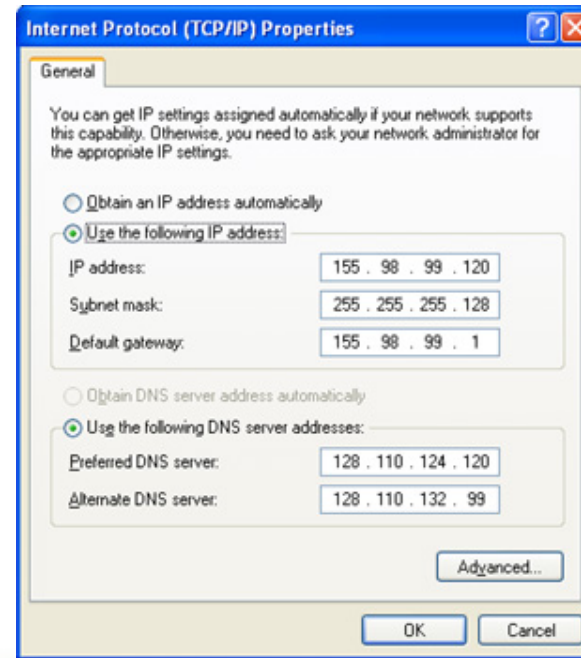 Internet Protocol (TCP/IP) Properties
General
You can get IP settings assigned automatically if your network supports
this capability. Otherwise, you need to ask your network administrator for
the appropriate IP settings.
Obtain an IP address automatically
Use the following IP address:
IP address: 155 . 98 . 99 . 120
Subnet mask: 255 . 255 . 255 . 128
Default gateway: 155 . 98 . 99 . 1
Obtain DNS server address automatically
Use the following DNS server addresses:
Preferred DNS server: 128 . 110 . 124 . 120
Alternate DNS server: 128 . 110 . 132 . 99
Advanced...
OK Cancel